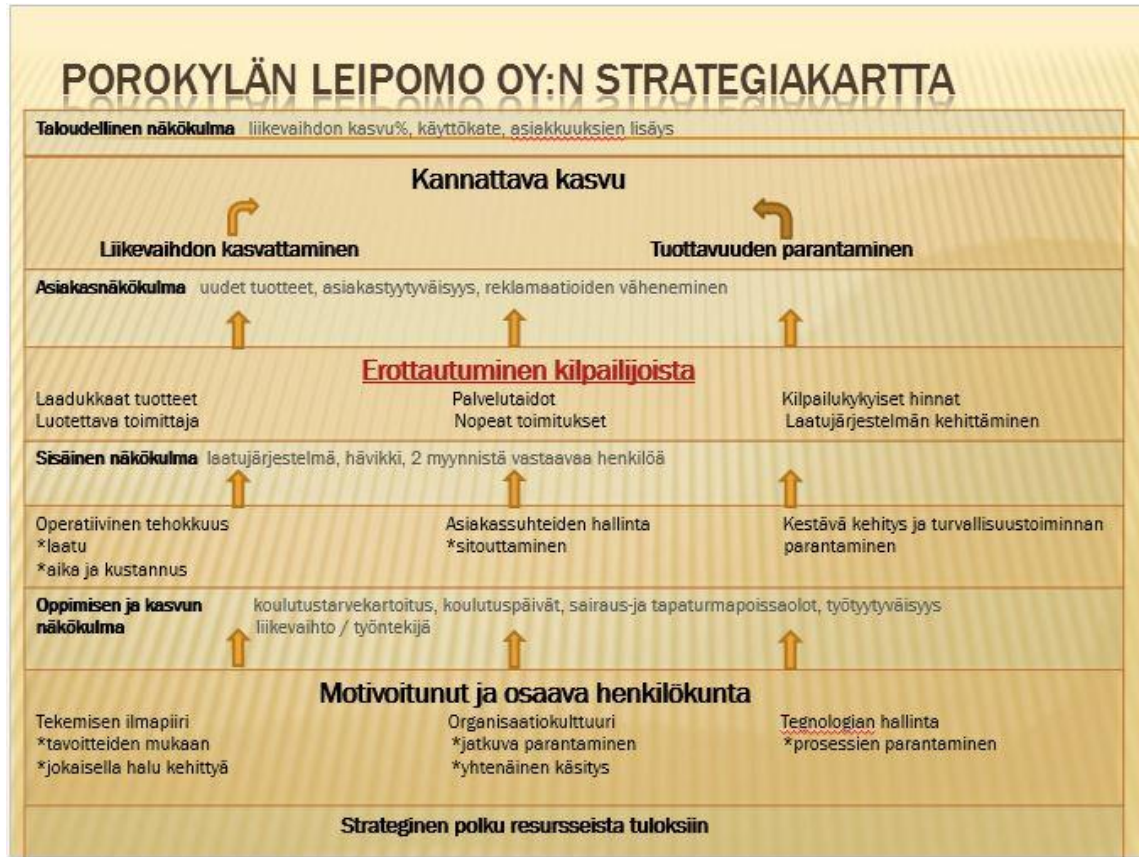 POROKYLÄN LEIPOMO OY:N STRATEGIAKARTTA
Taloudellinen näkökulma liikevaihdon kasvu%, käyttökate, asiakkuuksien lisäys
Kannattava kasvu
Liikevaihdon kasvattaminen Tuottavuuden parantaminen
Asiakasnäkökulma uudet tuotteet, asiakastyytyväisyys, reklamaatioiden väheneminen
Erottautuminen kilpailijoista
Laadukkaat tuotteet Palvelutaidot Kilpailukykyiset hinnat
Luotettava toimittaja Nopeat toimitukset Laatujärjestelmän kehittäminen
Sisäinen näkökulma laatujärjestelmä, hävikki, 2 myynnistä vastaavaa henkilöä
Operatiivinen tehokkuus Asiakassuhteiden hallinta Kestävä kehitys ja turvallisuustoiminnan
*laatu *sitouttaminen parantaminen
*aika ja kustannus
Oppimisen ja kasvun koulutustarvekartoitus, koulutuspäivät, sairaus-ja tapaturmapoissaolot, työtyytyväisyys
näkökulma liikevaihto / työntekijä
Motivoitunut ja osaava henkilökunta
Tekemisen ilmapiiri Organisaatiokulttuuri Tegnologian hallinta
*tavoitteiden mukaan *jatkuva parantaminen *prosessien parantaminen
*jokaisella halu kehittyä *yhtenäinen käsitys
Strateginen polku resursseista tuloksiin